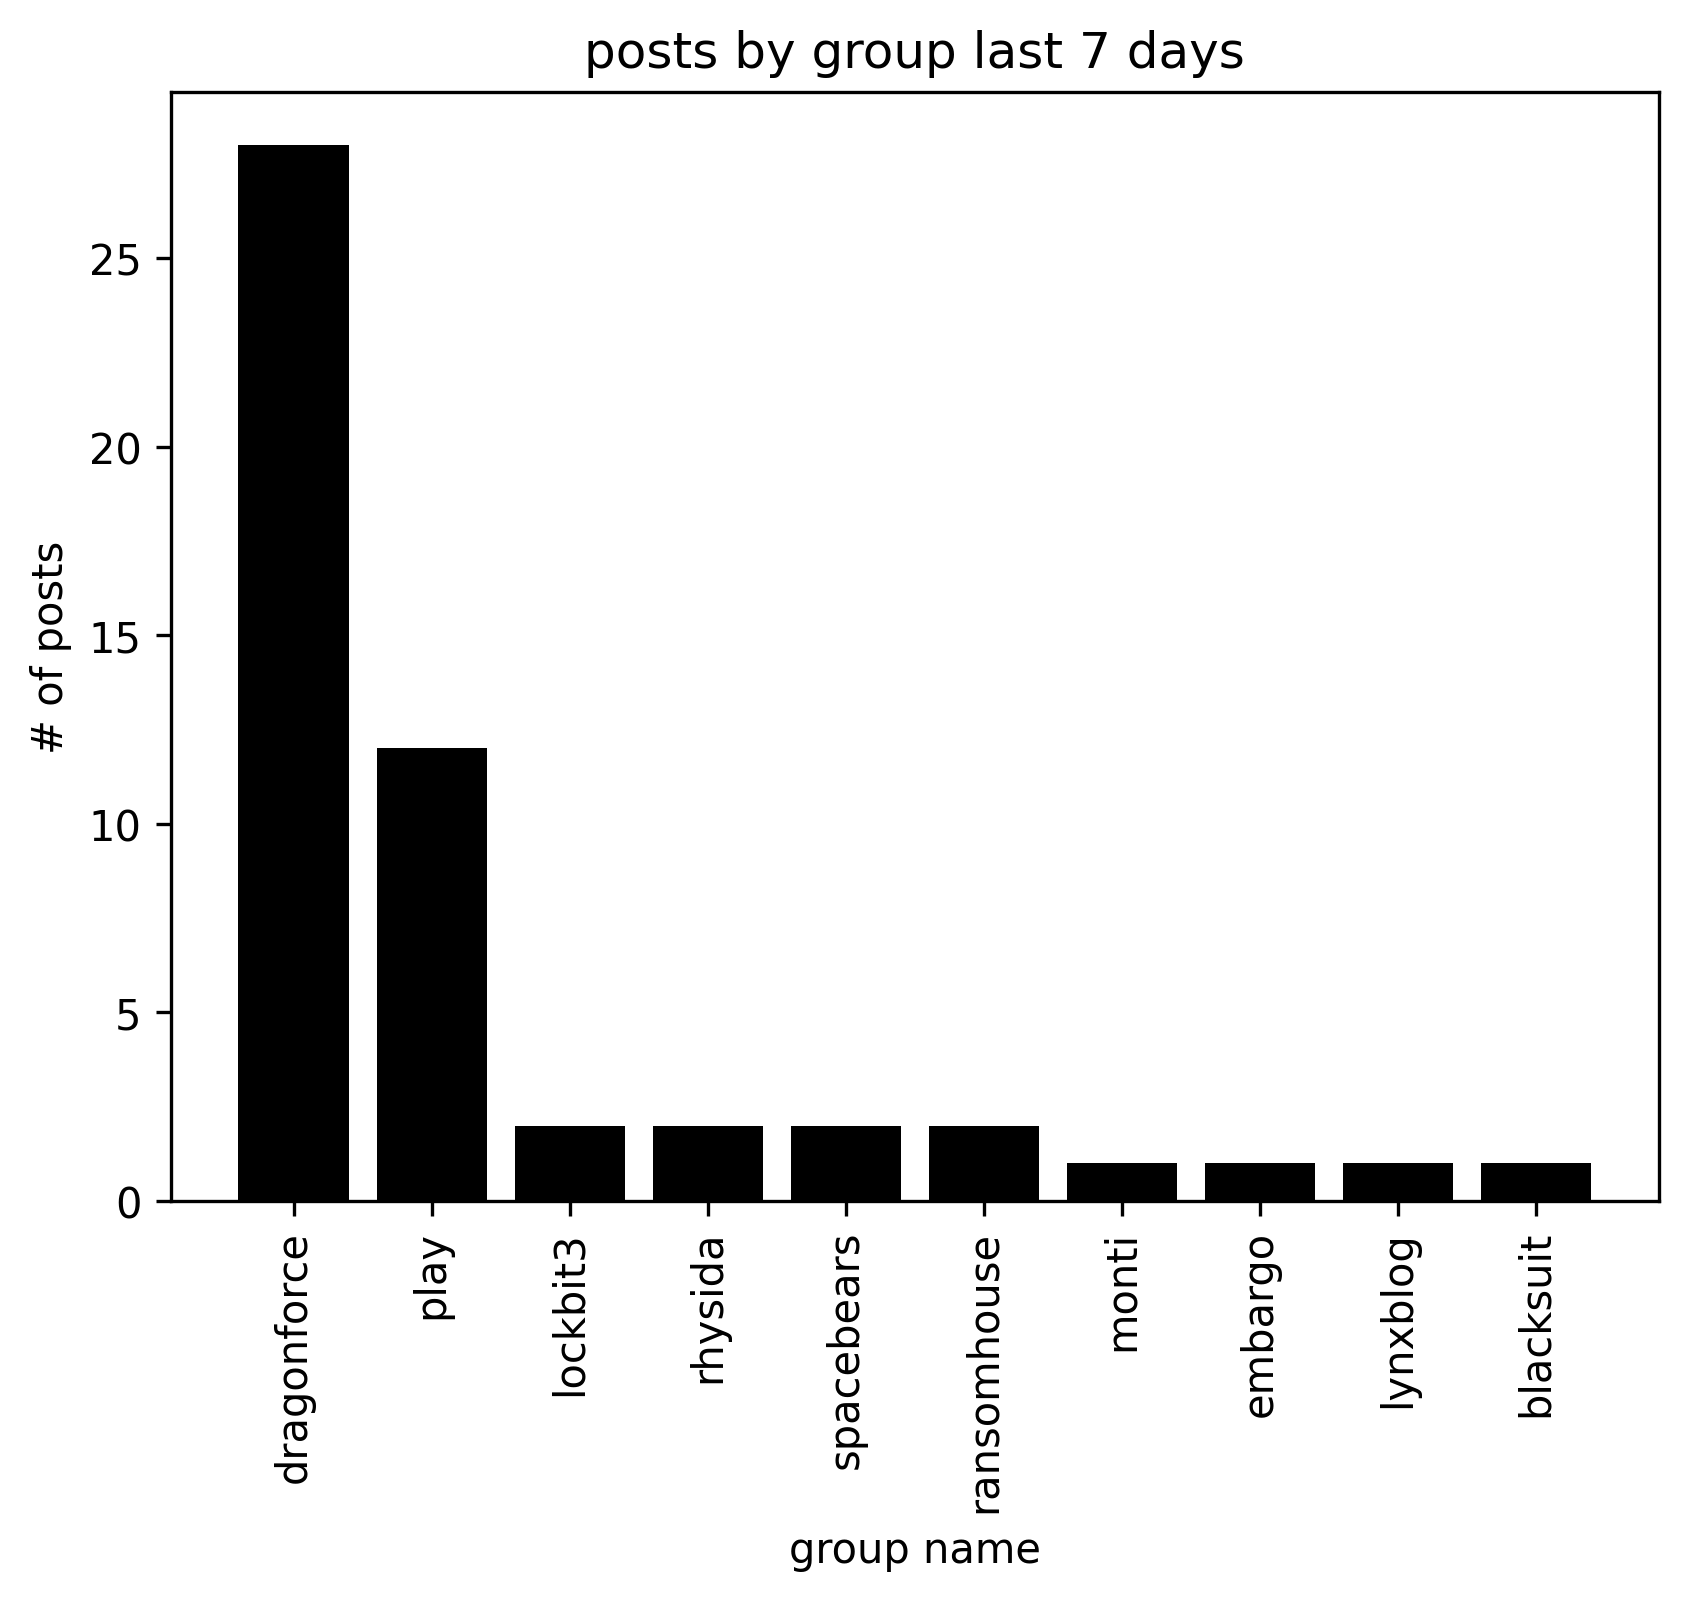 posts by group last 7 days
# of posts
25
20
15
10
5
0
dragonforce
play
lockbit3
rhysida
spacebears
ransomhouse
monti
embargo
lynxblog
blacksuit
group name